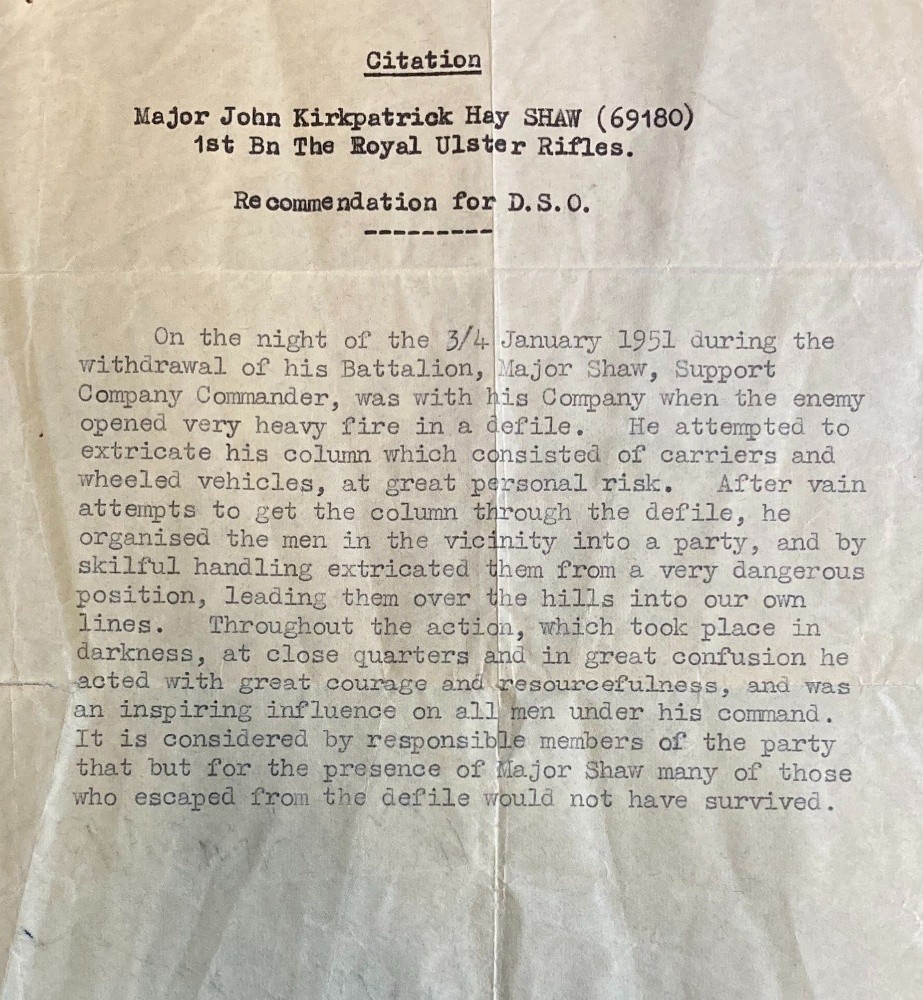 Citation
Major John Kirkpatrick Hay SHAW (69180)
1st Bn The Royal Ulster Rifles.
Recommendation for D.S.O.
---------
On the night of the 3/4 January 1951 during the
withdrawal of his Battalion, Major Shaw, Support
Company Commander, was with his Company when the enemy
opened very heavy fire in a defile. He attempted to
extricate his column which consisted of carriers and
wheeled vehicles, at great personal risk. After vain
attempts to get the column through the defile, he
organised the men in the vicinity into a party, and by
skilful handling extricated them from a very dangerous
position, leading them over the hills into our own
lines. Throughout the action, which took place in
darkness, at close quarters and in great confusion he
acted with great courage and resourcefulness, and was
an inspiring influence on all men under his command.
It is considered by responsible members of the party
that but for the presence of Major Shaw many of those
who escaped from the defile would not have survived.